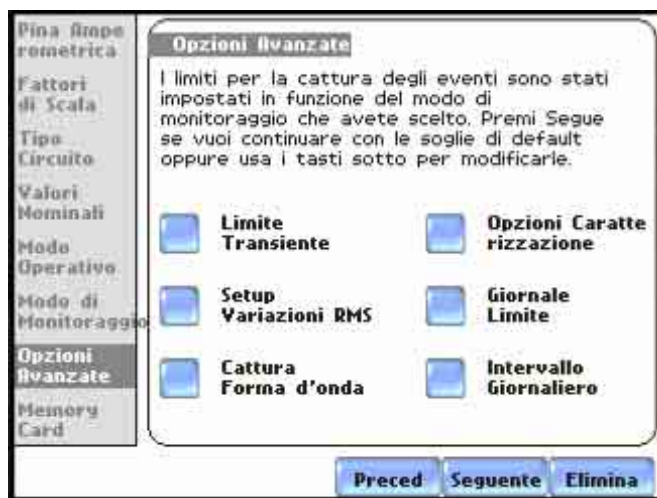 Pina Ampe
rometrica
Fattori
di Scala
Tipo
Circuito
Valori
Nominali
Modo
Operativo
Modo di
Monitoraggio
Opzioni
Avanzate
Memory
Card
Opzioni Avanzate
I limiti per la cattura degli eventi sono stati
impostati in funzione del modo di
monitoraggio che avete scelto. Premi Segue
se vuoi continuare con le soglie di default
oppure usa i tasti sotto per modificarle.
Limite
Transiente
Opzioni Caratte
rizzazione
Setup
Variazioni RMS
Giornale
Limite
Cattura
Forma d'onda
Intervallo
Giornaliero
Preced
Seguente
Elimina